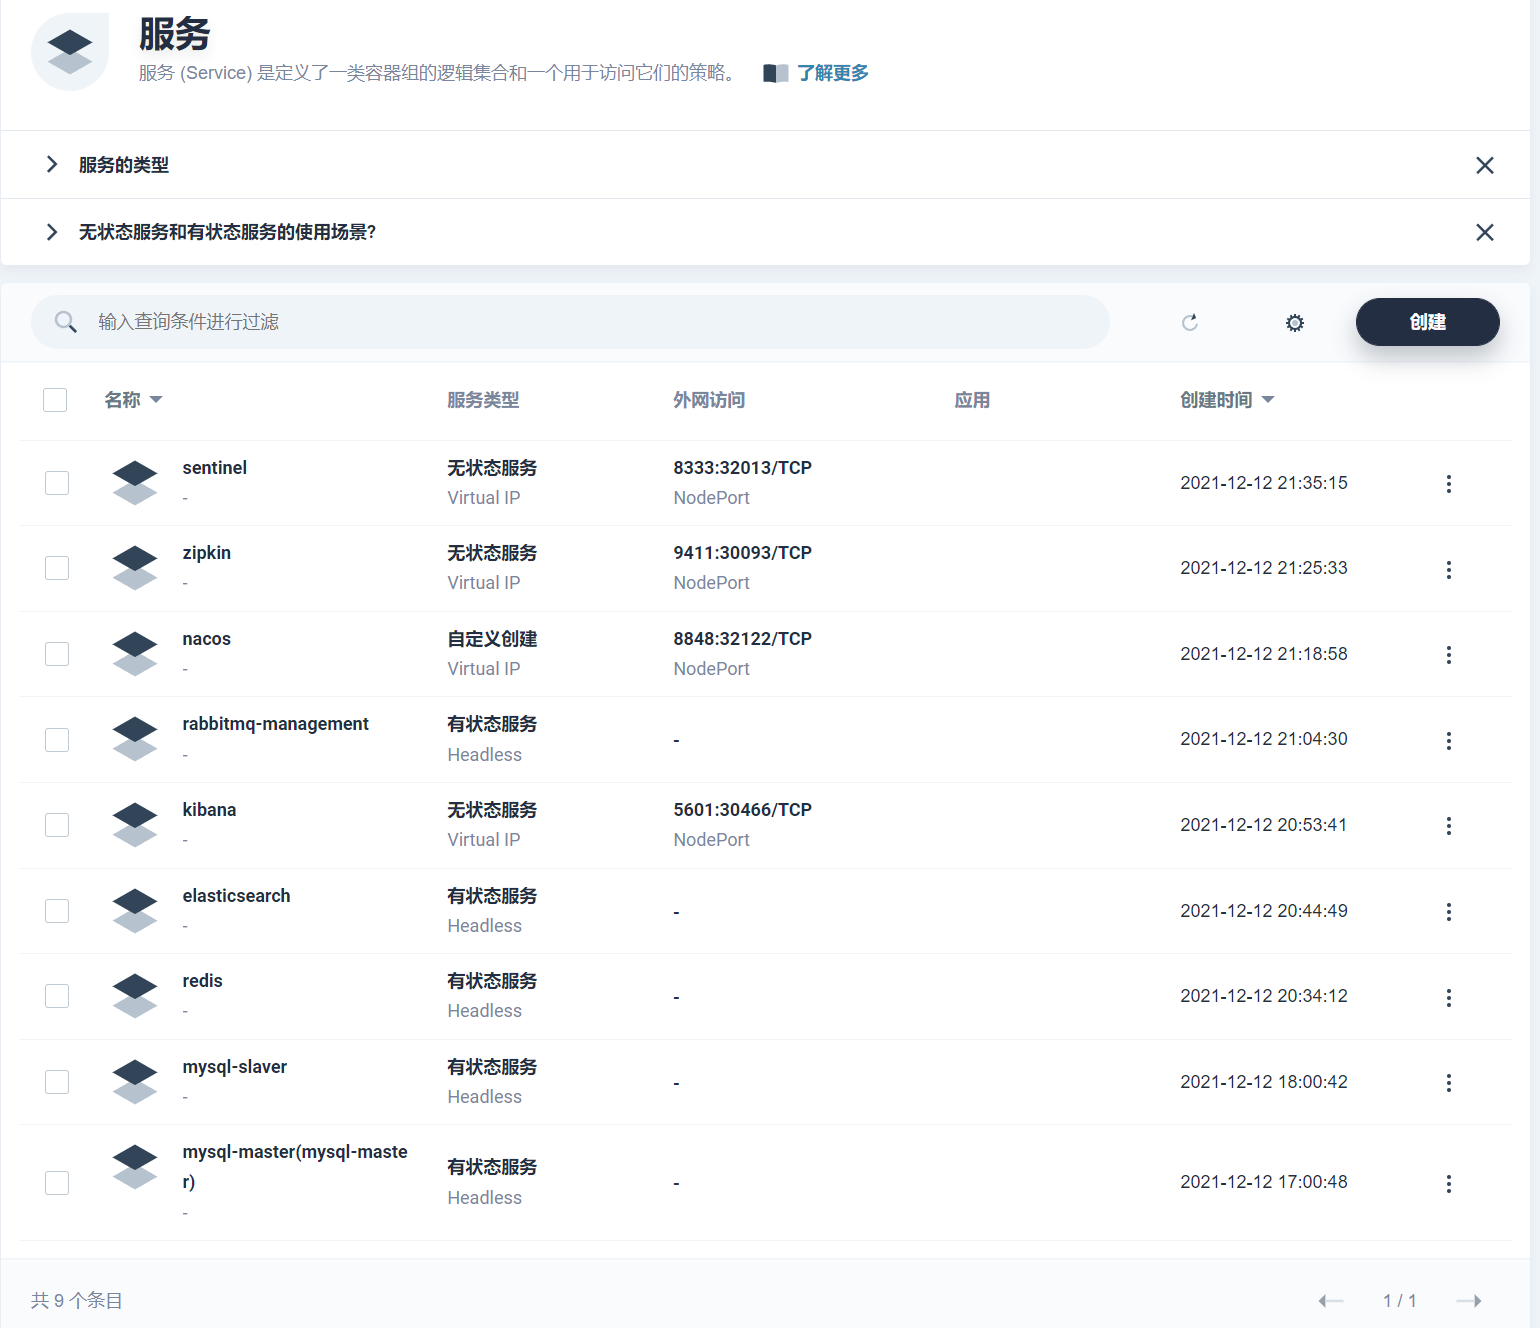 服务
服务 (Service) 是定义了一类容器组的逻辑集合和一个用于访问它们的策略。 了解更多
服务的类型
无状态服务和有状态服务的使用场景?
输入查询条件进行过滤
创建
名称 服务类型 外网访问 应用 创建时间
sentinel 无状态服务 8333:32013/TCP 2021-12-12 21:35:15
- Virtual IP NodePort
zipkin 无状态服务 9411:30093/TCP 2021-12-12 21:25:33
- Virtual IP NodePort
nacos 自定义创建 8848:32122/TCP 2021-12-12 21:18:58
- Virtual IP NodePort
rabbitmq-management 有状态服务 - 2021-12-12 21:04:30
- Headless
kibana 无状态服务 5601:30466/TCP 2021-12-12 20:53:41
- Virtual IP NodePort
elasticsearch 有状态服务 - 2021-12-12 20:44:49
- Headless
redis 有状态服务 - 2021-12-12 20:34:12
- Headless
mysql-slaver 有状态服务 - 2021-12-12 18:00:42
- Headless
mysql-master(mysql-maste
r) 有状态服务 - 2021-12-12 17:00:48
- Headless
共 9 个条目 1 / 1